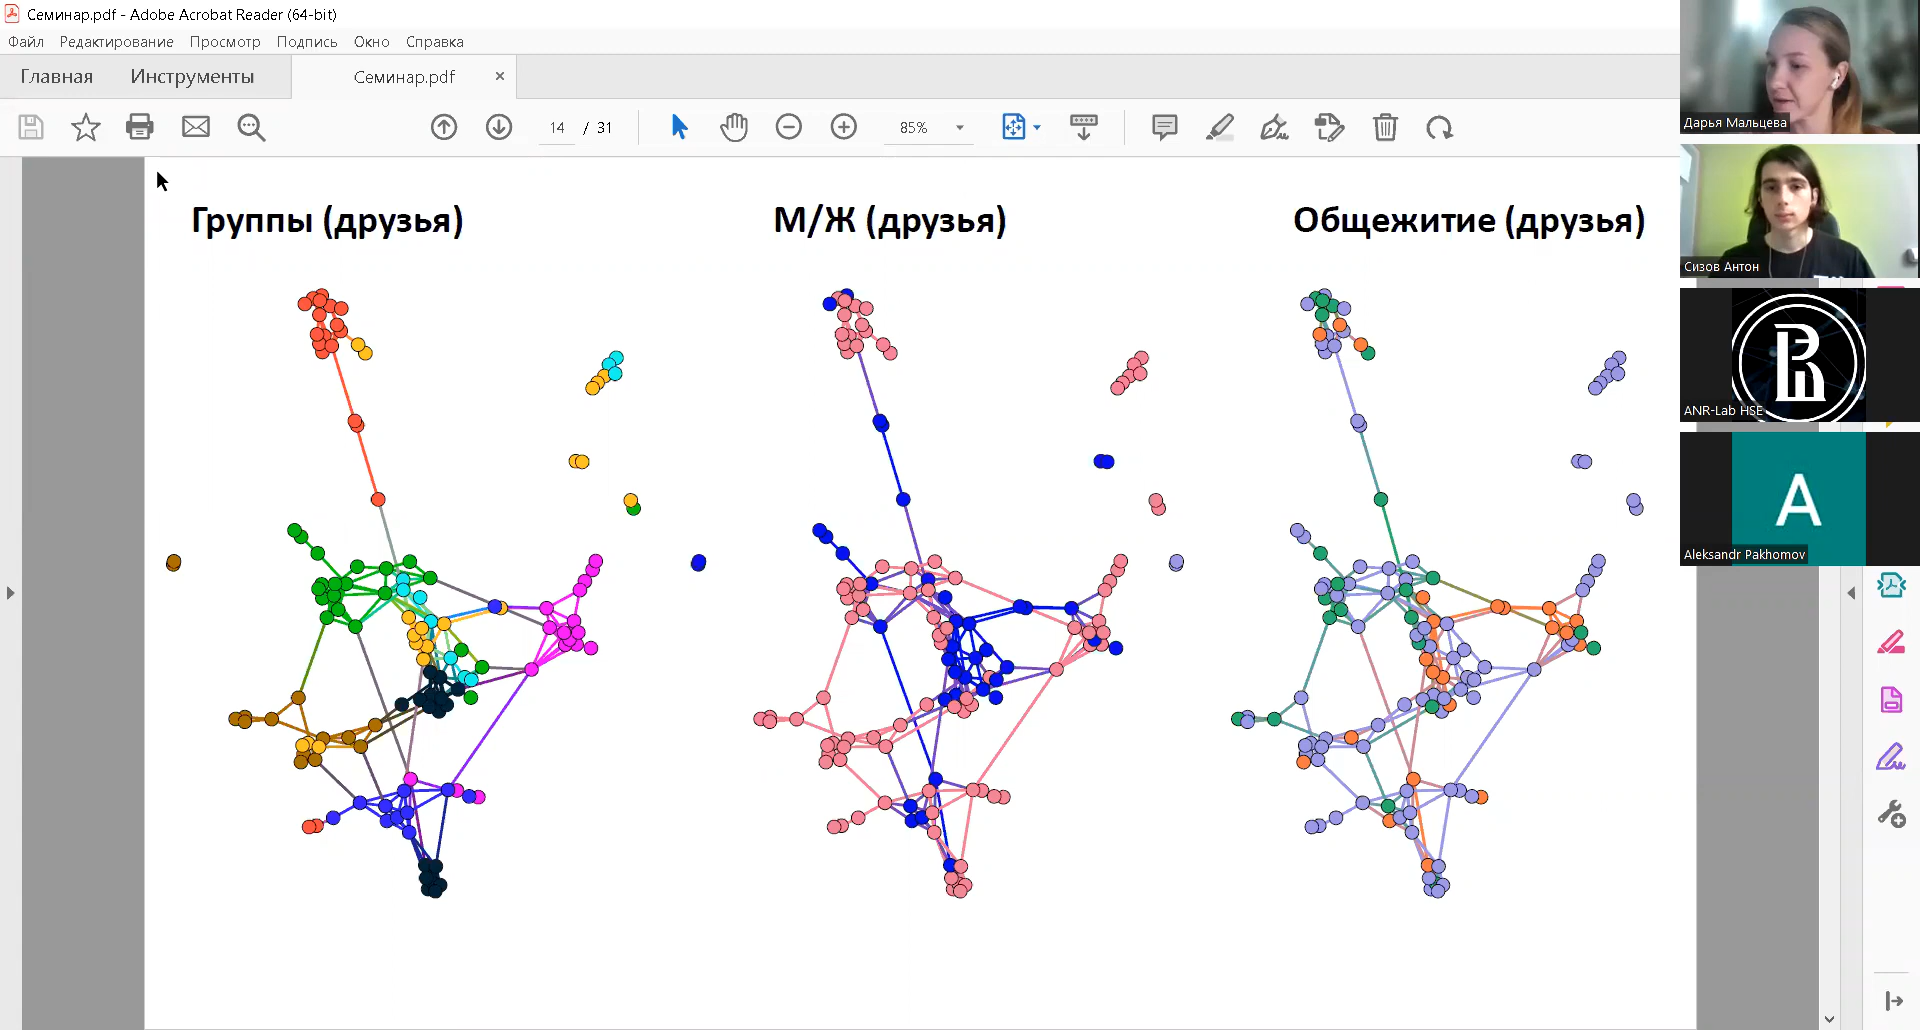 Семинар.pdf - Adobe Acrobat Reader (64-bit)
Файл Редактирование Просмотр Подпись Окно Справка
Главная Инструменты Семинар.pdf ×
14 / 31 85%
Группы (друзья) М/Ж (друзья) Общежитие (друзья)
Дарья Мальцева
Сизов Антон
ANR-Lab HSE
A
Aleksandr Pakhomov